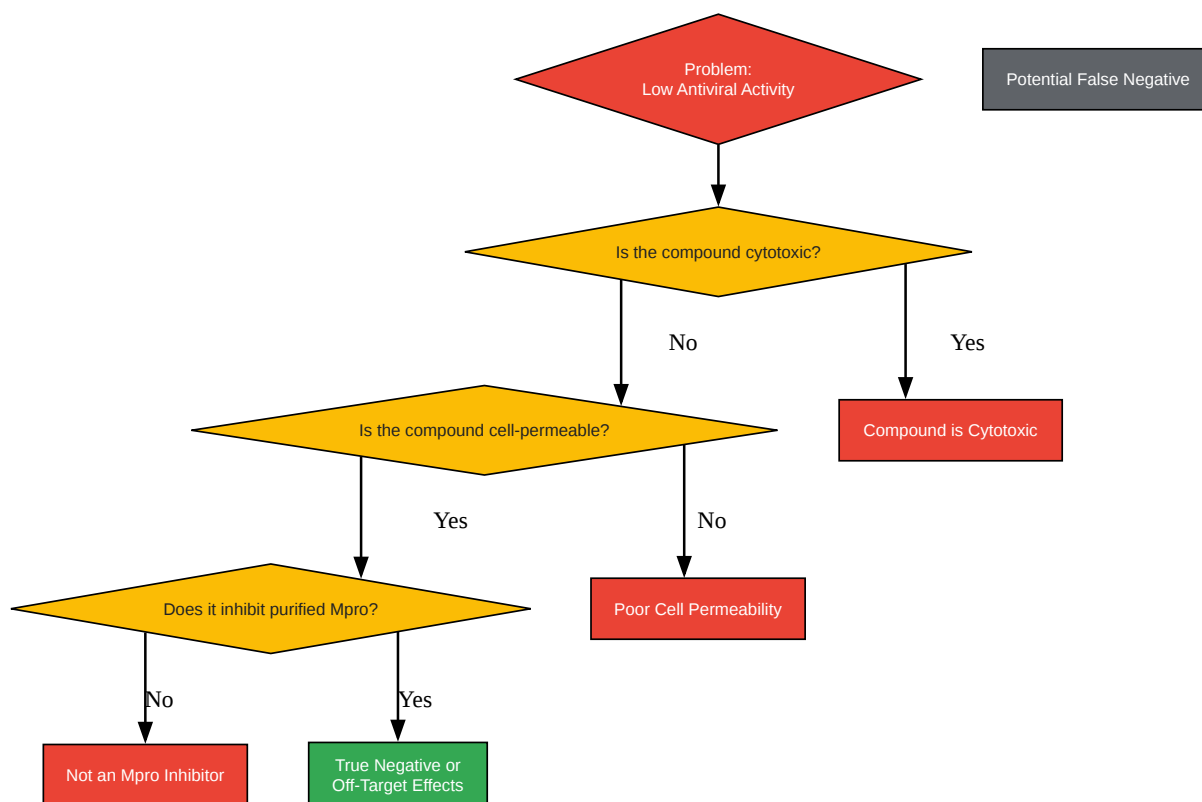 Problem:
Low Antiviral Activity
Potential False Negative
Is the compound cytotoxic?
No
Yes
Is the compound cell-permeable?
Compound is Cytotoxic
Yes
No
Does it inhibit purified Mpro?
Poor Cell Permeability
No
Yes
Not an Mpro Inhibitor
True Negative or
Off-Target Effects